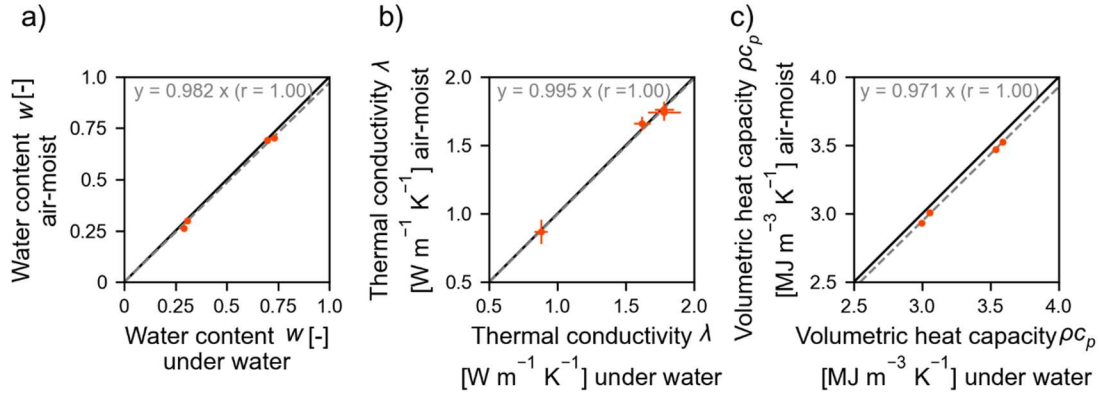 a)
y = 0.982 x (r = 1.00)
1.0
0.75
0.5
0.25
0
0
0.25
0.5
0.75
1.0
Water content w [-]
air-moist
Water content w [-]
under water
b)
y = 0.995 x (r =1.00)
2.0
1.5
1.0
0.5
0.5
1.0
1.5
2.0
Thermal conductivity λ
[W m⁻¹ K⁻¹] air-moist
Thermal conductivity λ
[W m⁻¹ K⁻¹] under water
c)
y = 0.971 x (r = 1.00)
4.0
3.5
3.0
2.5
2.5
3.0
3.5
4.0
Volumetric heat capacity ρcₚ
[MJ m⁻³ K⁻¹] air-moist
Volumetric heat capacity ρcₚ
[MJ m⁻³ K⁻¹] under water